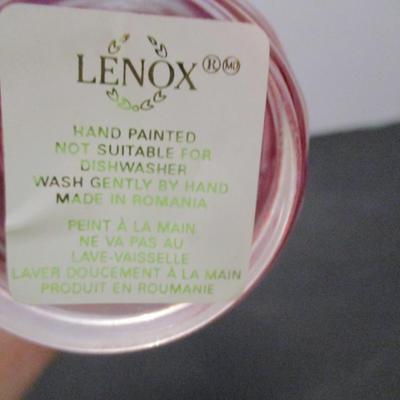 LENOX ® MD
HAND PAINTED
NOT SUITABLE FOR
DISHWASHER
WASH GENTLY BY HAND
MADE IN ROMANIA
PEINT À LA MAIN
NE VA PAS AU
LAVE-VAISSELLE
LAVER DOUCEMENT À LA MAIN
PRODUIT EN ROUMANIE